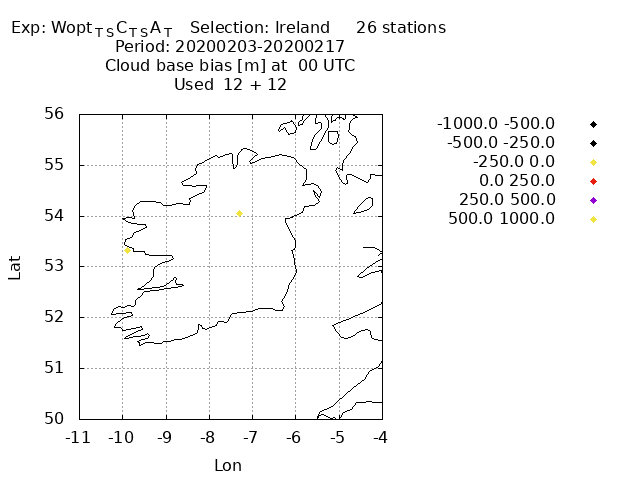 Exp: WoptTSCTSAT   Selection: Ireland     26 stations
Period: 20200203-20200217
Cloud base bias [m] at  00 UTC
Used  12 + 12
-1000.0 -500.0
-500.0 -250.0
-250.0 0.0
0.0 250.0
250.0 500.0
500.0 1000.0
56
55
54
53
52
51
50
Lat
-11 -10 -9 -8 -7 -6 -5 -4
Lon